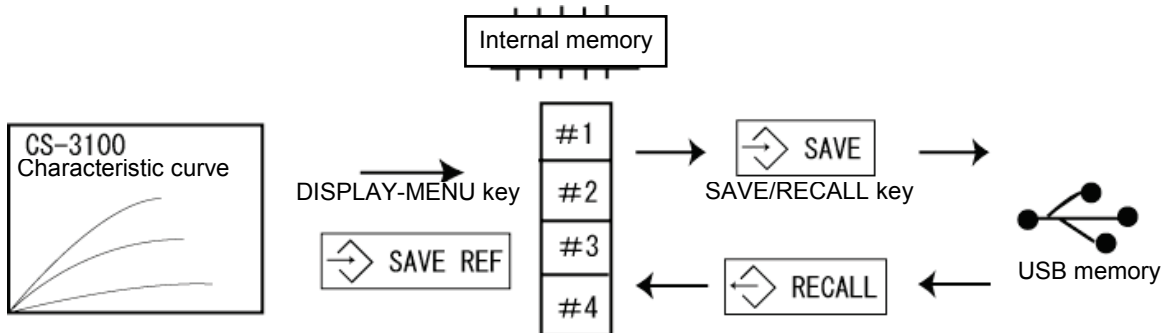 Internal memory
CS-3100
Characteristic curve
DISPLAY-MENU key
SAVE REF
#1
#2
#3
#4
SAVE
SAVE/RECALL key
RECALL
USB memory